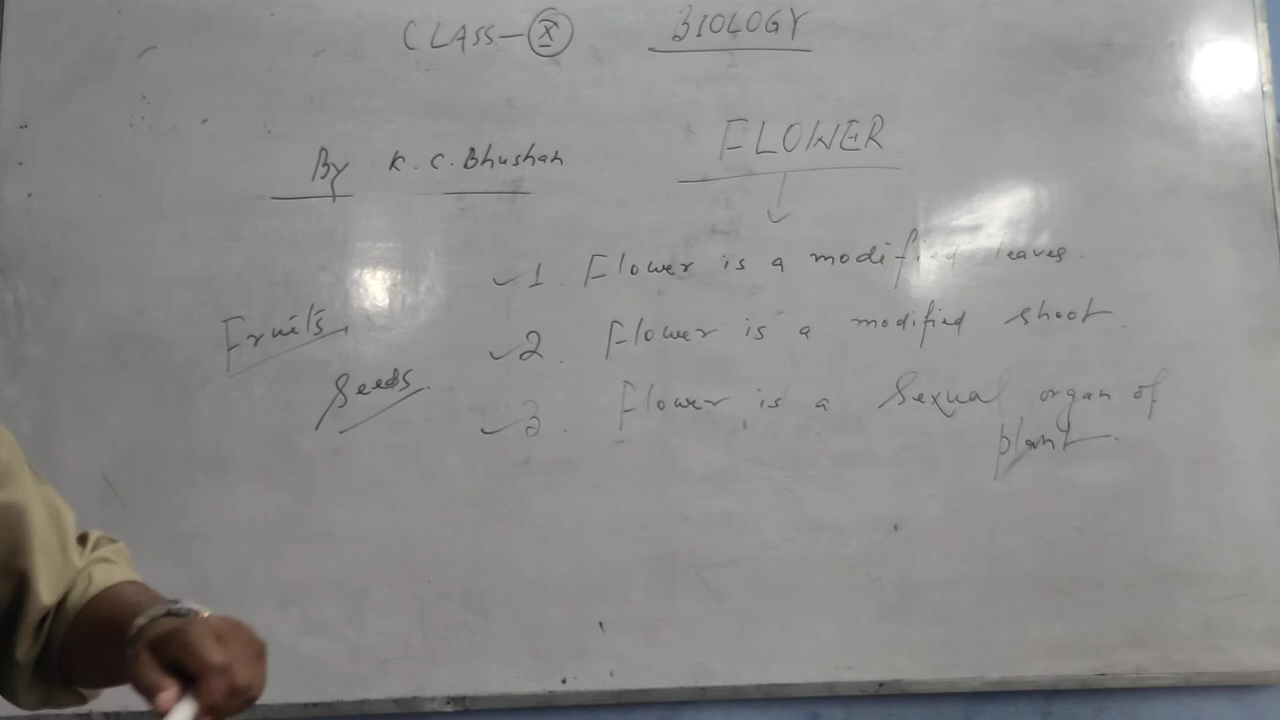 CLASS-X BIOLOGY
By K.C.Bhushan
FLOWER
1. Flower is a modified leaves.
2. Flower is a modified shoot.
3. Flower is a Sexual organ of
plant.
Fruits,
Seeds.